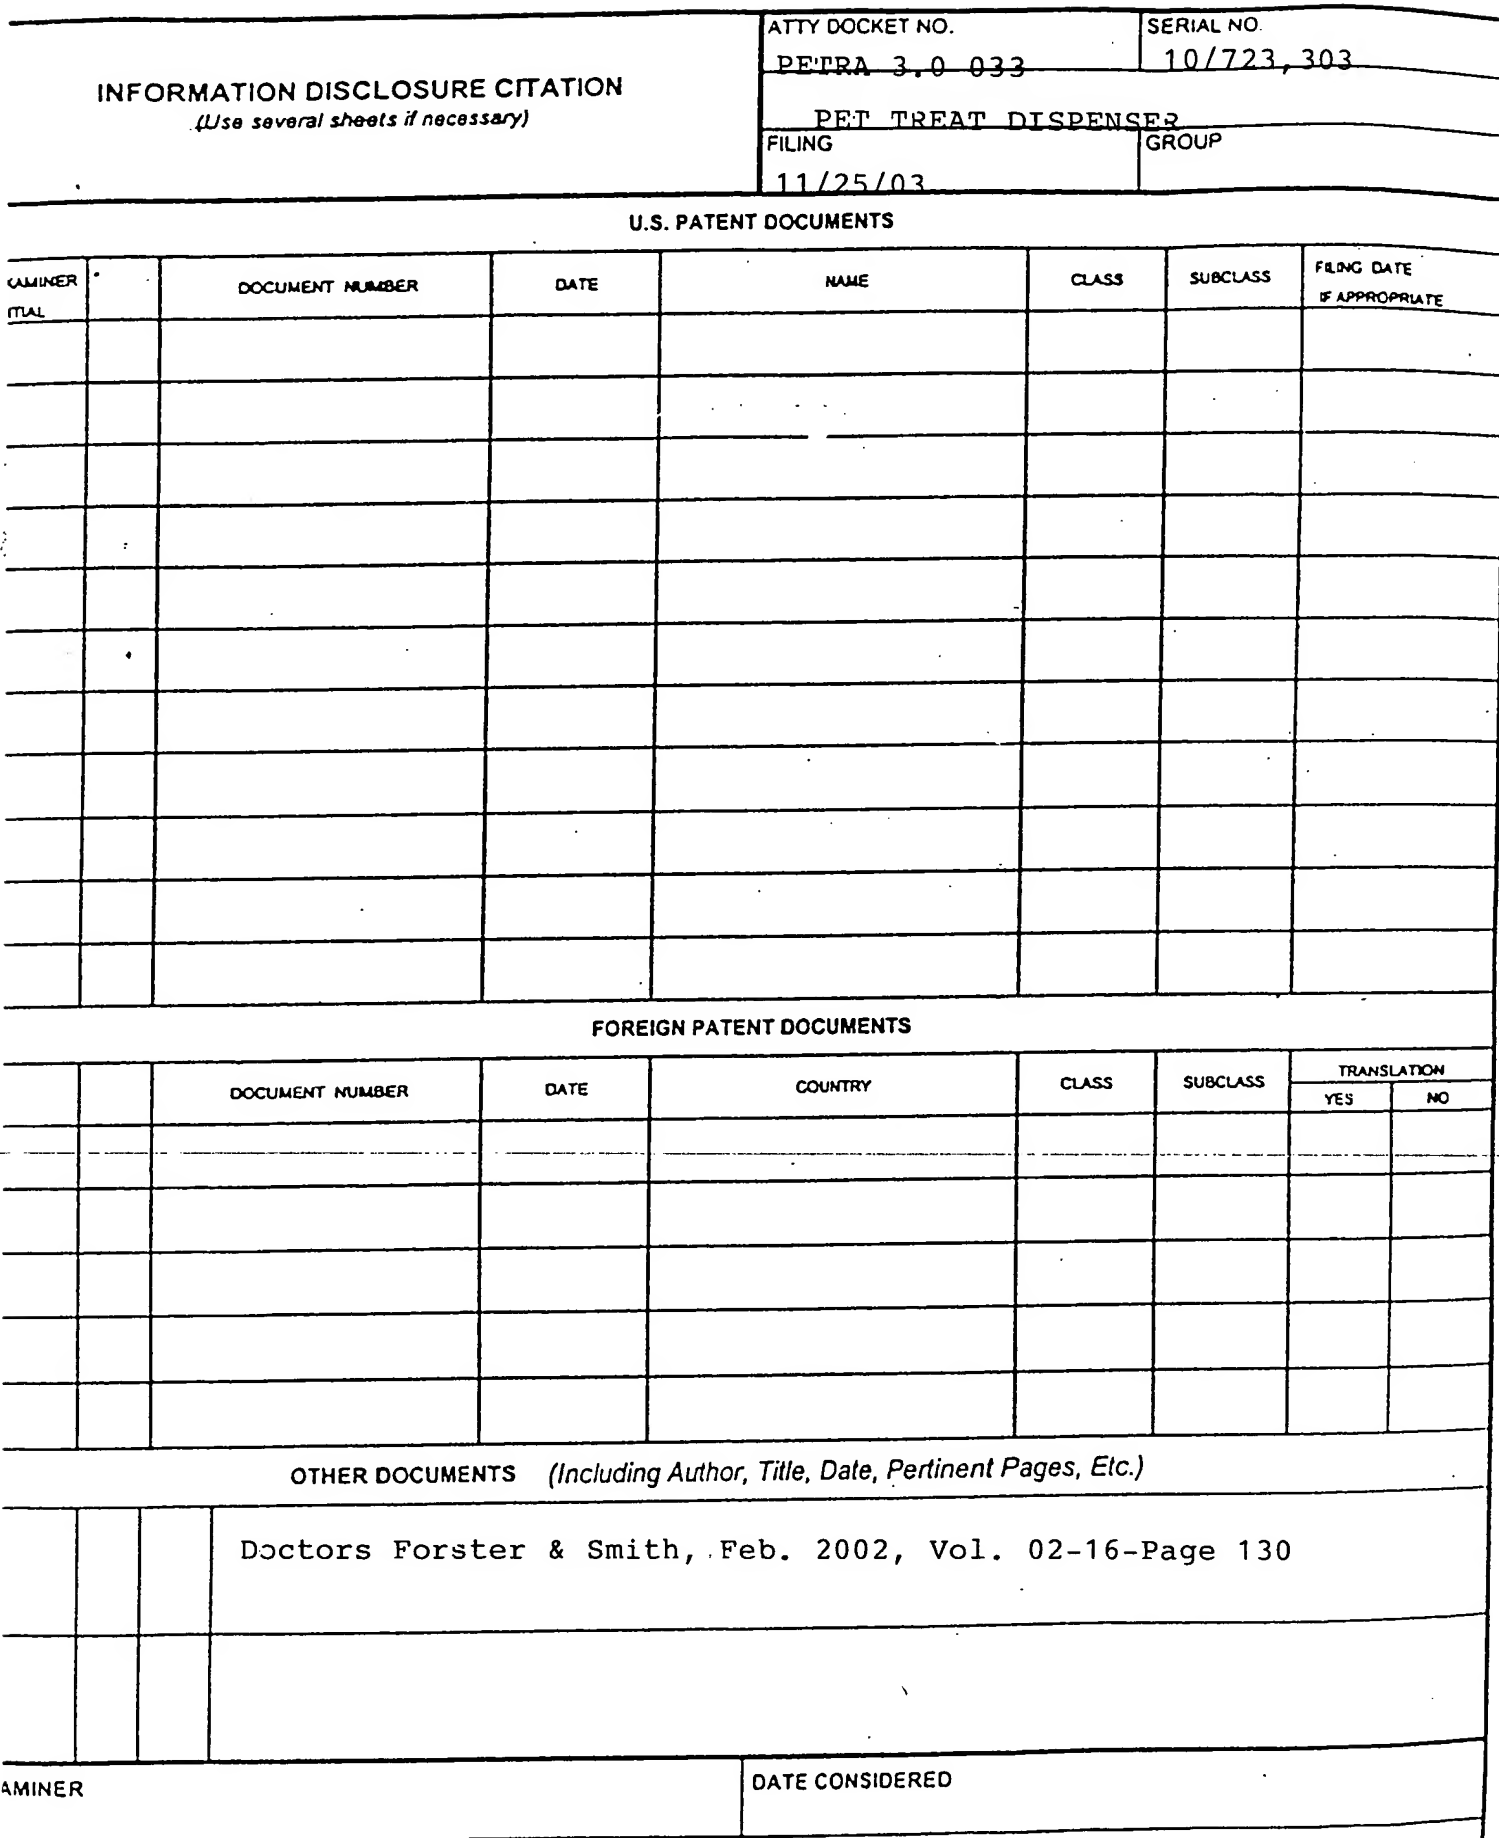 ATTY DOCKET NO.
SERIAL NO.
PETRA 3.0 033
10/723,303
INFORMATION DISCLOSURE CITATION
(Use several sheets if necessary)
PET TREAT DISPENSER
FILING
GROUP
11/25/03
U.S. PATENT DOCUMENTS
XAMINER
ITIAL
DOCUMENT NUMBER
DATE
NAME
CLASS
SUBCLASS
FILING DATE
IF APPROPRIATE
FOREIGN PATENT DOCUMENTS
DOCUMENT NUMBER
DATE
COUNTRY
CLASS
SUBCLASS
TRANSLATION
YES
NO
OTHER DOCUMENTS (Including Author, Title, Date, Pertinent Pages, Etc.)
Doctors Forster & Smith, Feb. 2002, Vol. 02-16-Page 130
AMINER
DATE CONSIDERED